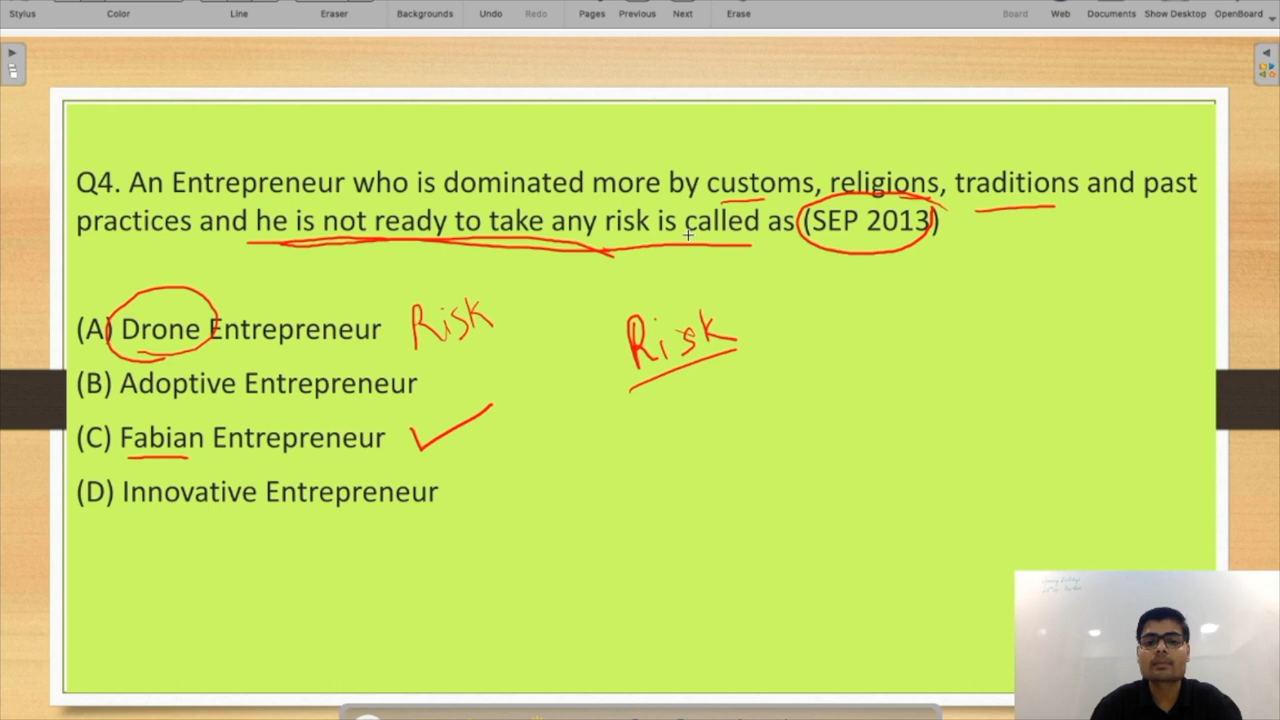 Stylus Color Line Eraser Backgrounds Undo Redo Pages Previous Next Erase Board Web Documents Show Desktop OpenBoard
Q4. An Entrepreneur who is dominated more by customs, religions, traditions and past
practices and he is not ready to take any risk is called as (SEP 2013)
(A) Drone Entrepreneur Risk
Risk
(B) Adoptive Entrepreneur
(C) Fabian Entrepreneur
(D) Innovative Entrepreneur